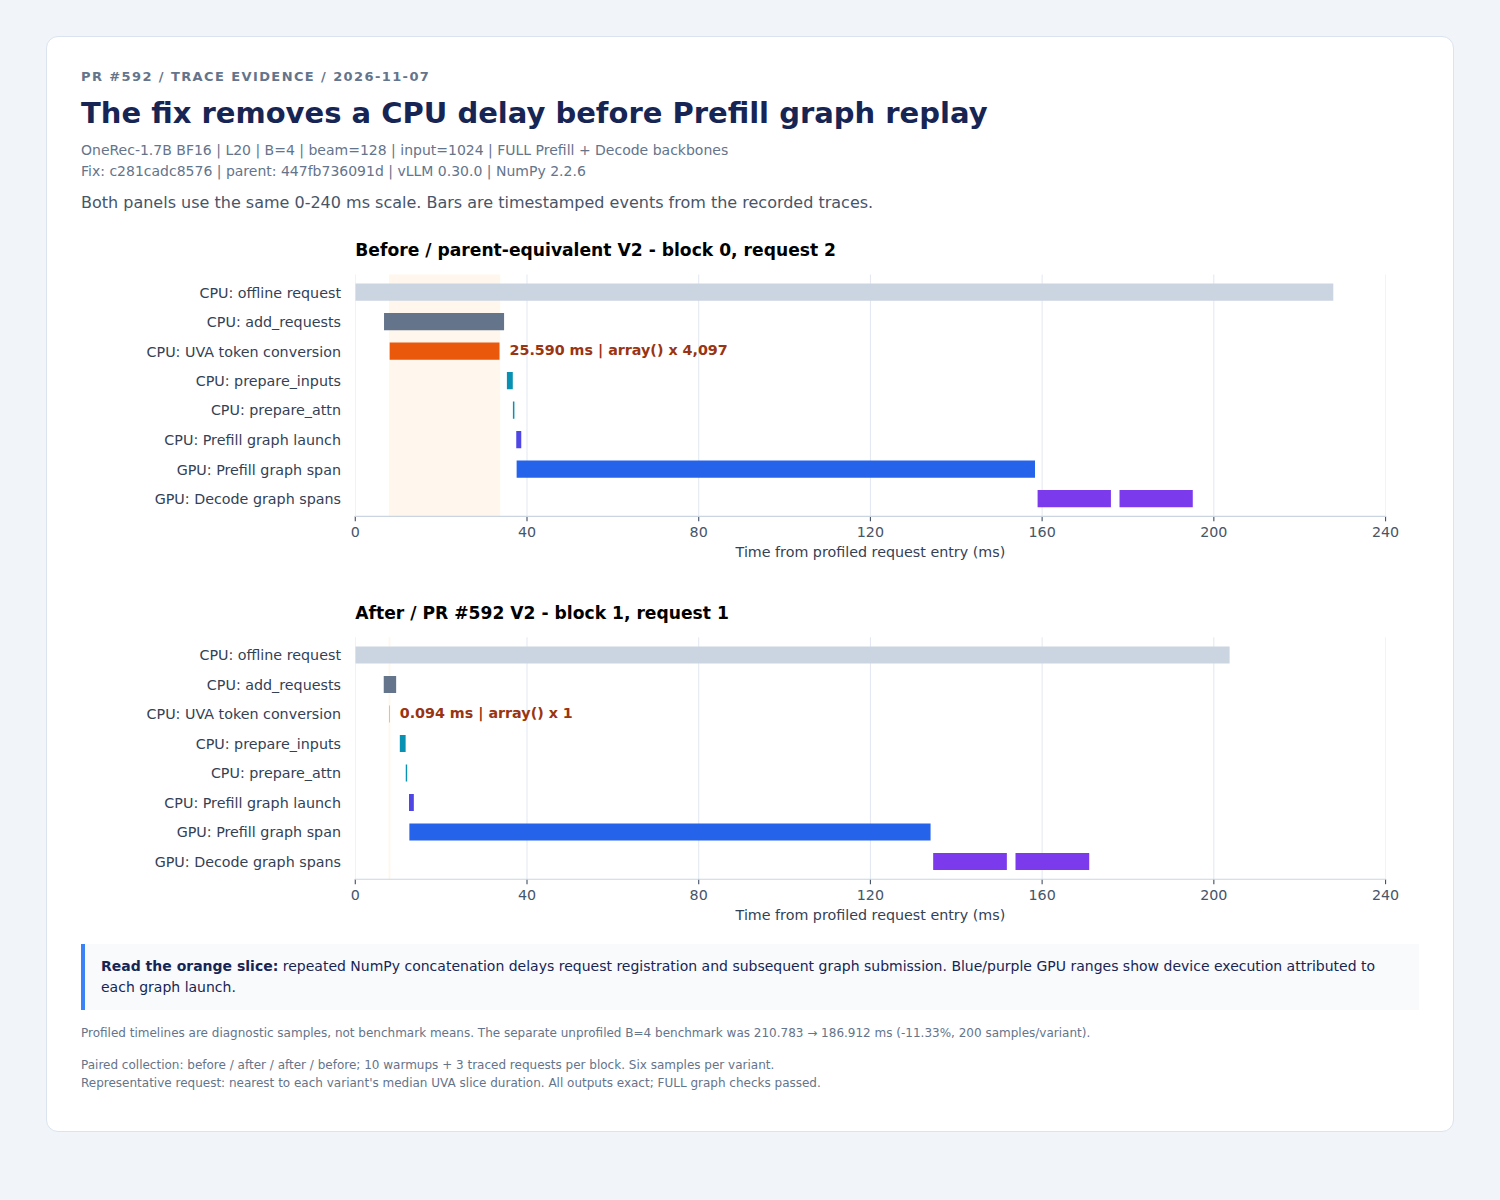 PR #592 / TRACE EVIDENCE / 2026-11-07
The fix removes a CPU delay before Prefill graph replay
OneRec-1.7B BF16 | L20 | B=4 | beam=128 | input=1024 | FULL Prefill + Decode backbones
Fix: c281cadc8576 | parent: 447fb736091d | vLLM 0.30.0 | NumPy 2.2.6
Both panels use the same 0-240 ms scale. Bars are timestamped events from the recorded traces.
Before / parent-equivalent V2 - block 0, request 2
CPU: offline request
CPU: add_requests
CPU: UVA token conversion
25.590 ms | array() x 4,097
CPU: prepare_inputs
CPU: prepare_attn
CPU: Prefill graph launch
GPU: Prefill graph span
GPU: Decode graph spans
0 40 80 120 160 200 240
Time from profiled request entry (ms)
After / PR #592 V2 - block 1, request 1
CPU: offline request
CPU: add_requests
CPU: UVA token conversion
0.094 ms | array() x 1
CPU: prepare_inputs
CPU: prepare_attn
CPU: Prefill graph launch
GPU: Prefill graph span
GPU: Decode graph spans
0 40 80 120 160 200 240
Time from profiled request entry (ms)
Read the orange slice: repeated NumPy concatenation delays request registration and subsequent graph submission. Blue/purple GPU ranges show device execution attributed to
each graph launch.
Profiled timelines are diagnostic samples, not benchmark means. The separate unprofiled B=4 benchmark was 210.783 → 186.912 ms (-11.33%, 200 samples/variant).
Paired collection: before / after / after / before; 10 warmups + 3 traced requests per block. Six samples per variant.
Representative request: nearest to each variant's median UVA slice duration. All outputs exact; FULL graph checks passed.